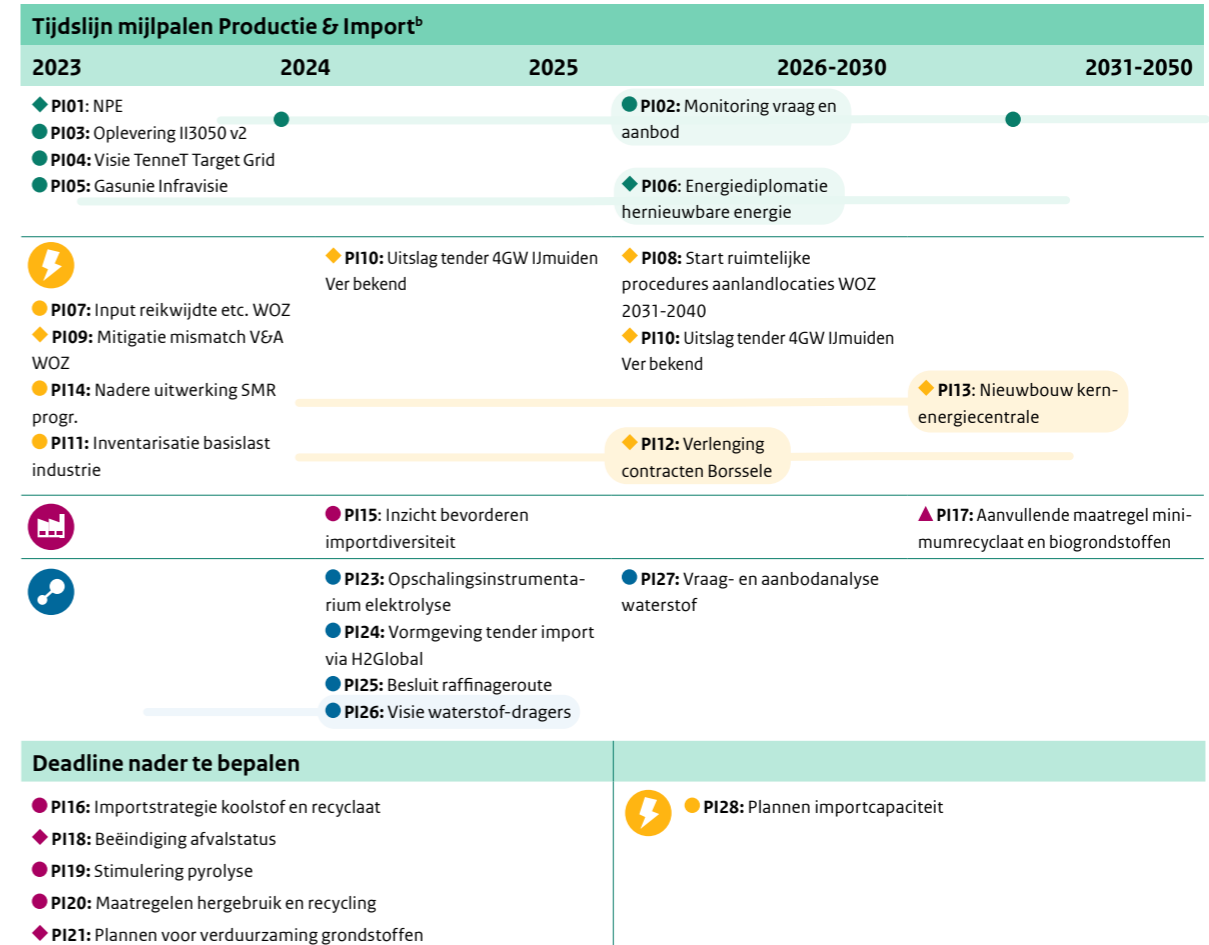 Tijdslijn mijlpalen Productie & Importᵇ
2023 2024 2025 2026-2030 2031-2050
PI01: NPE
PI03: Oplevering II3050 v2
PI04: Visie TenneT Target Grid
PI05: Gasunie Infravisie
PI02: Monitoring vraag en
aanbod
PI06: Energiediplomatie
hernieuwbare energie
PI07: Input reikwijdte etc. WOZ
PI09: Mitigatie mismatch V&A
WOZ
PI14: Nadere uitwerking SMR
progr.
PI11: Inventarisatie basislast
industrie
PI10: Uitslag tender 4GW IJmuiden
Ver bekend
PI08: Start ruimtelijke
procedures aanlandlocaties WOZ
2031-2040
PI10: Uitslag tender 4GW IJmuiden
Ver bekend
PI12: Verlenging
contracten Borssele
PI13: Nieuwbouw kern-
energiecentrale
PI15: Inzicht bevorderen
importdiversiteit
PI17: Aanvullende maatregel mini-
mumrecyclaat en biogrondstoffen
PI23: Opschalingsinstrumenta-
rium elektrolyse
PI24: Vormgeving tender import
via H2Global
PI25: Besluit raffinageroute
PI26: Visie waterstof-dragers
PI27: Vraag- en aanbodanalyse
waterstof
Deadline nader te bepalen
PI16: Importstrategie koolstof en recyclaat
PI18: Beëindiging afvalstatus
PI19: Stimulering pyrolyse
PI20: Maatregelen hergebruik en recycling
PI21: Plannen voor verduurzaming grondstoffen
PI28: Plannen importcapaciteit